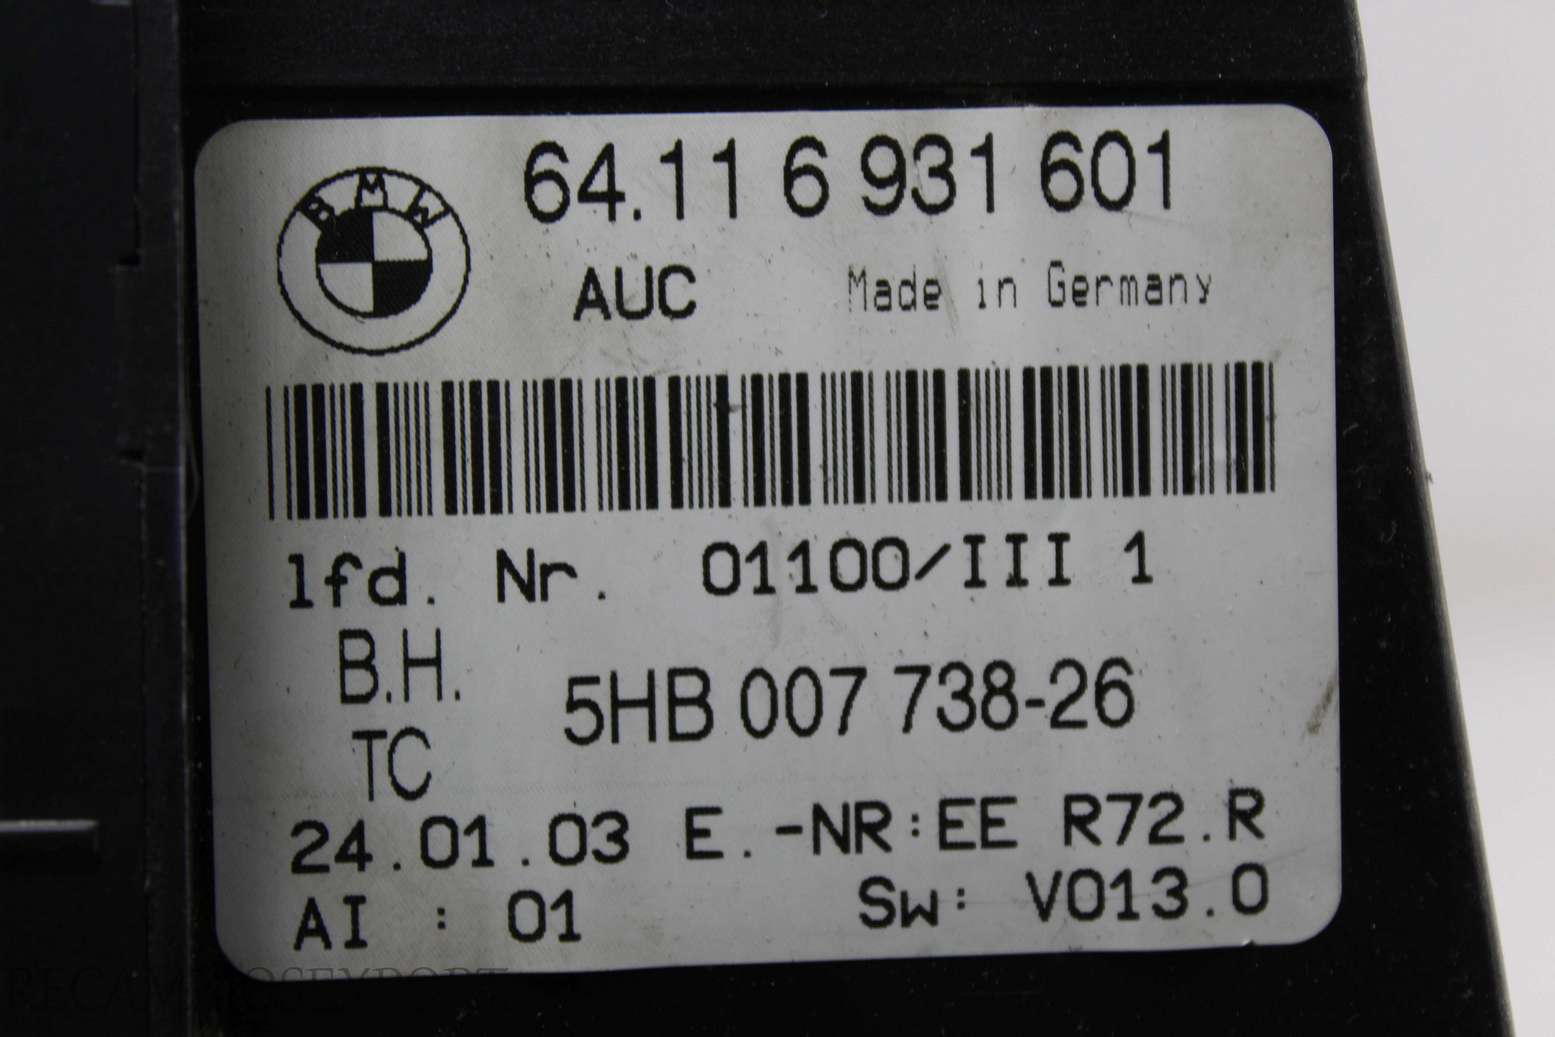 BMW
64.11 6 931 601
AUC Made in Germany
lfd. Nr. 01100/III 1
B.H.
5HB 007 738-26
TC
24.01.03 E.-NR:EE R72.R
AI : 01 Sw: V013.0